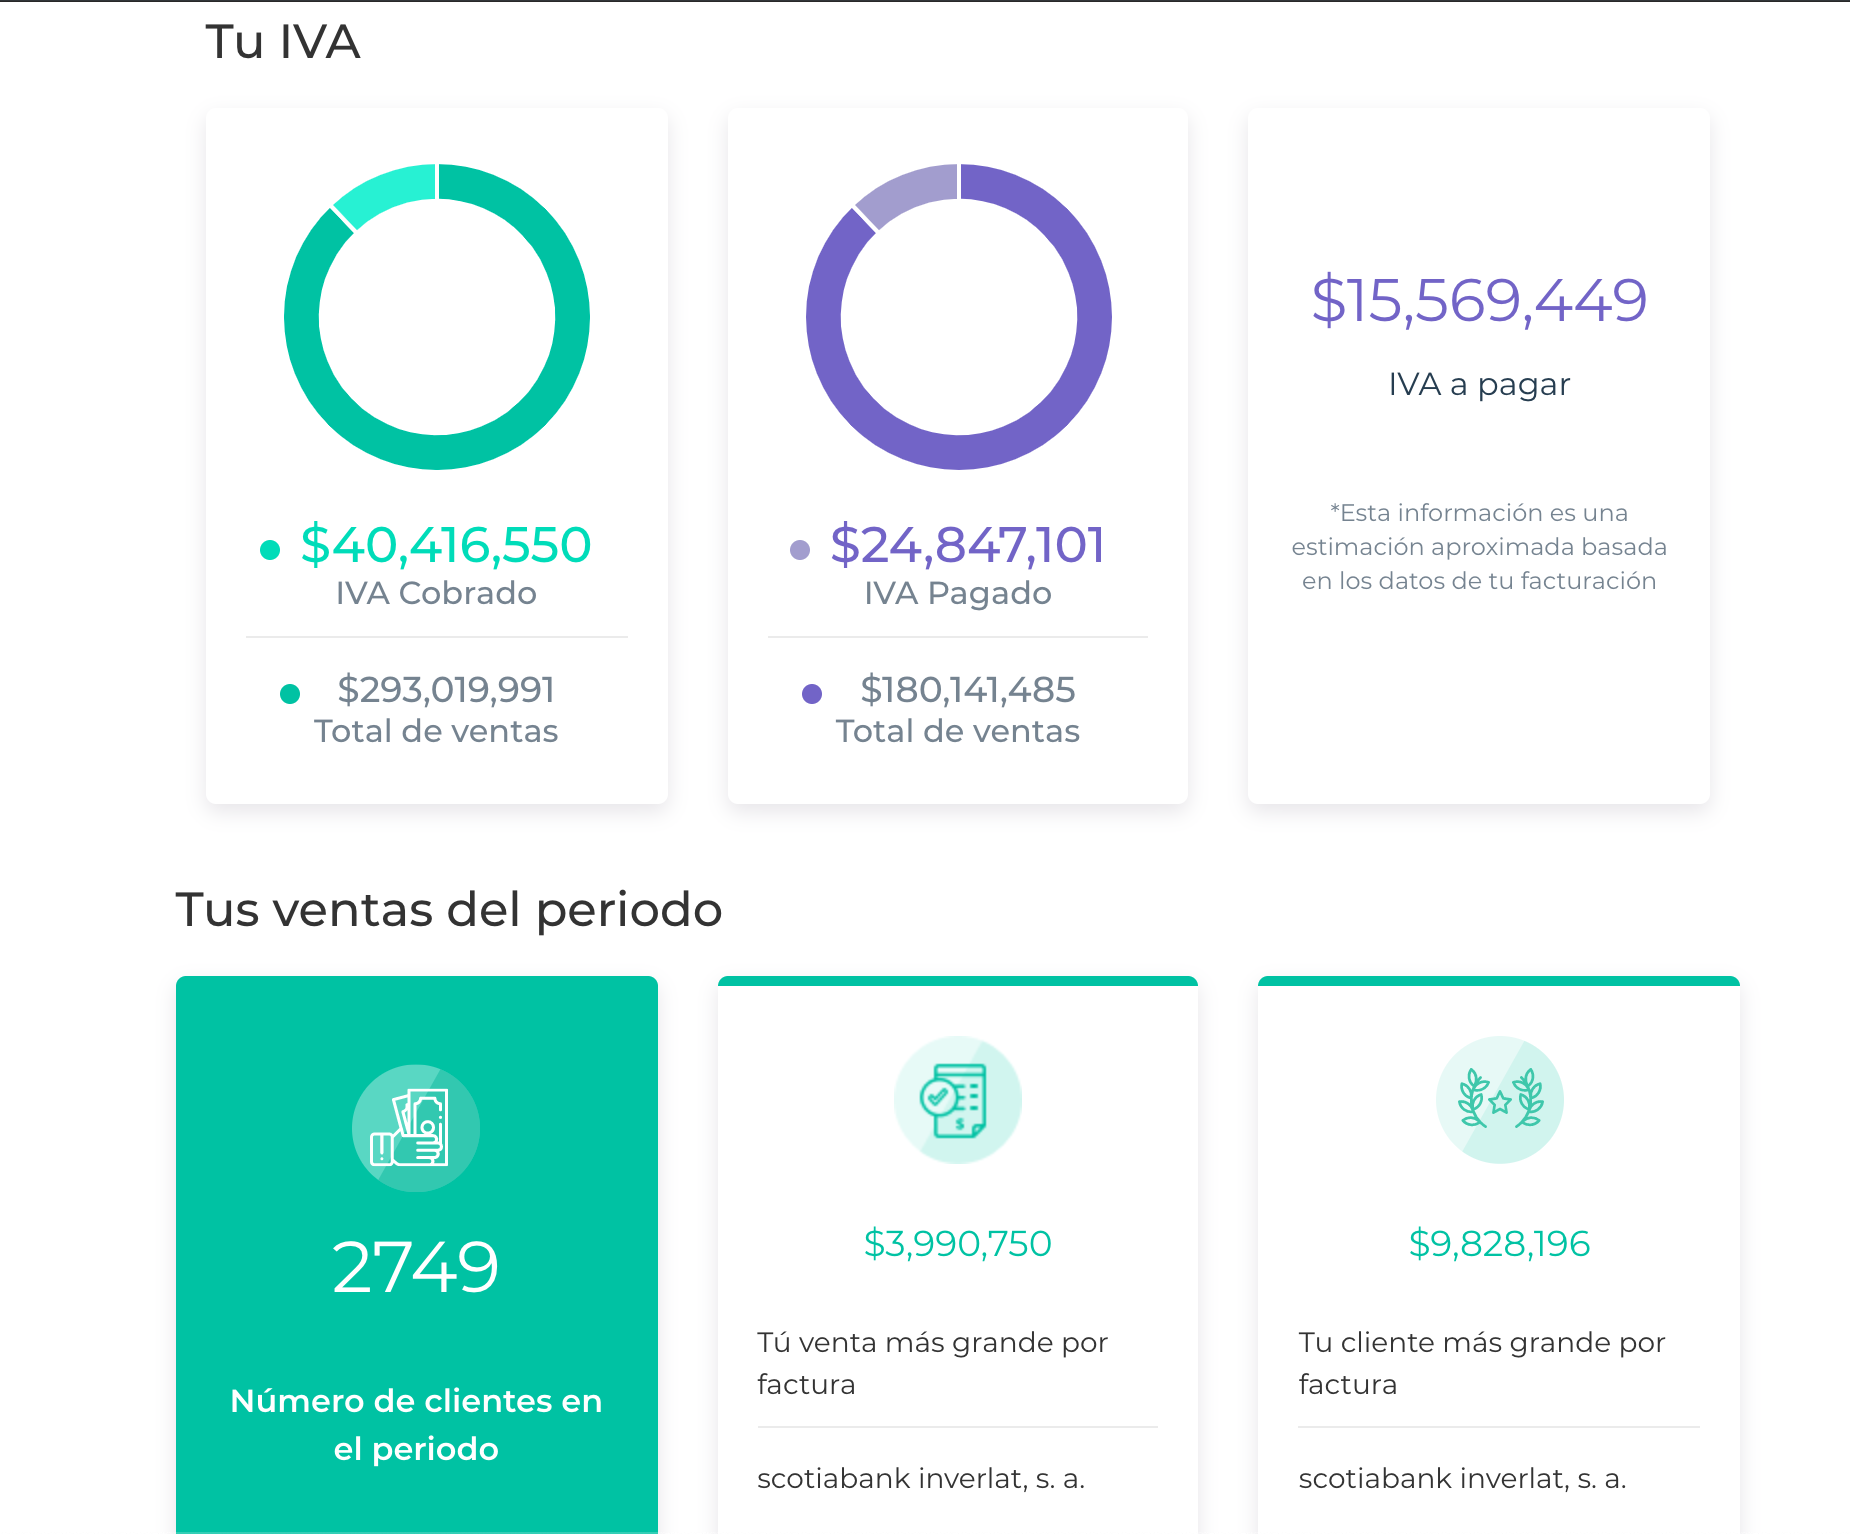 Tu IVA
$40,416,550
IVA Cobrado
$293,019,991
Total de ventas
$24,847,101
IVA Pagado
$180,141,485
Total de ventas
$15,569,449
IVA a pagar
*Esta información es una
estimación aproximada basada
en los datos de tu facturación
Tus ventas del periodo
2749
Número de clientes en
el periodo
$
$3,990,750
Tú venta más grande por
factura
scotiabank inverlat, s. a.
$9,828,196
Tu cliente más grande por
factura
scotiabank inverlat, s. a.